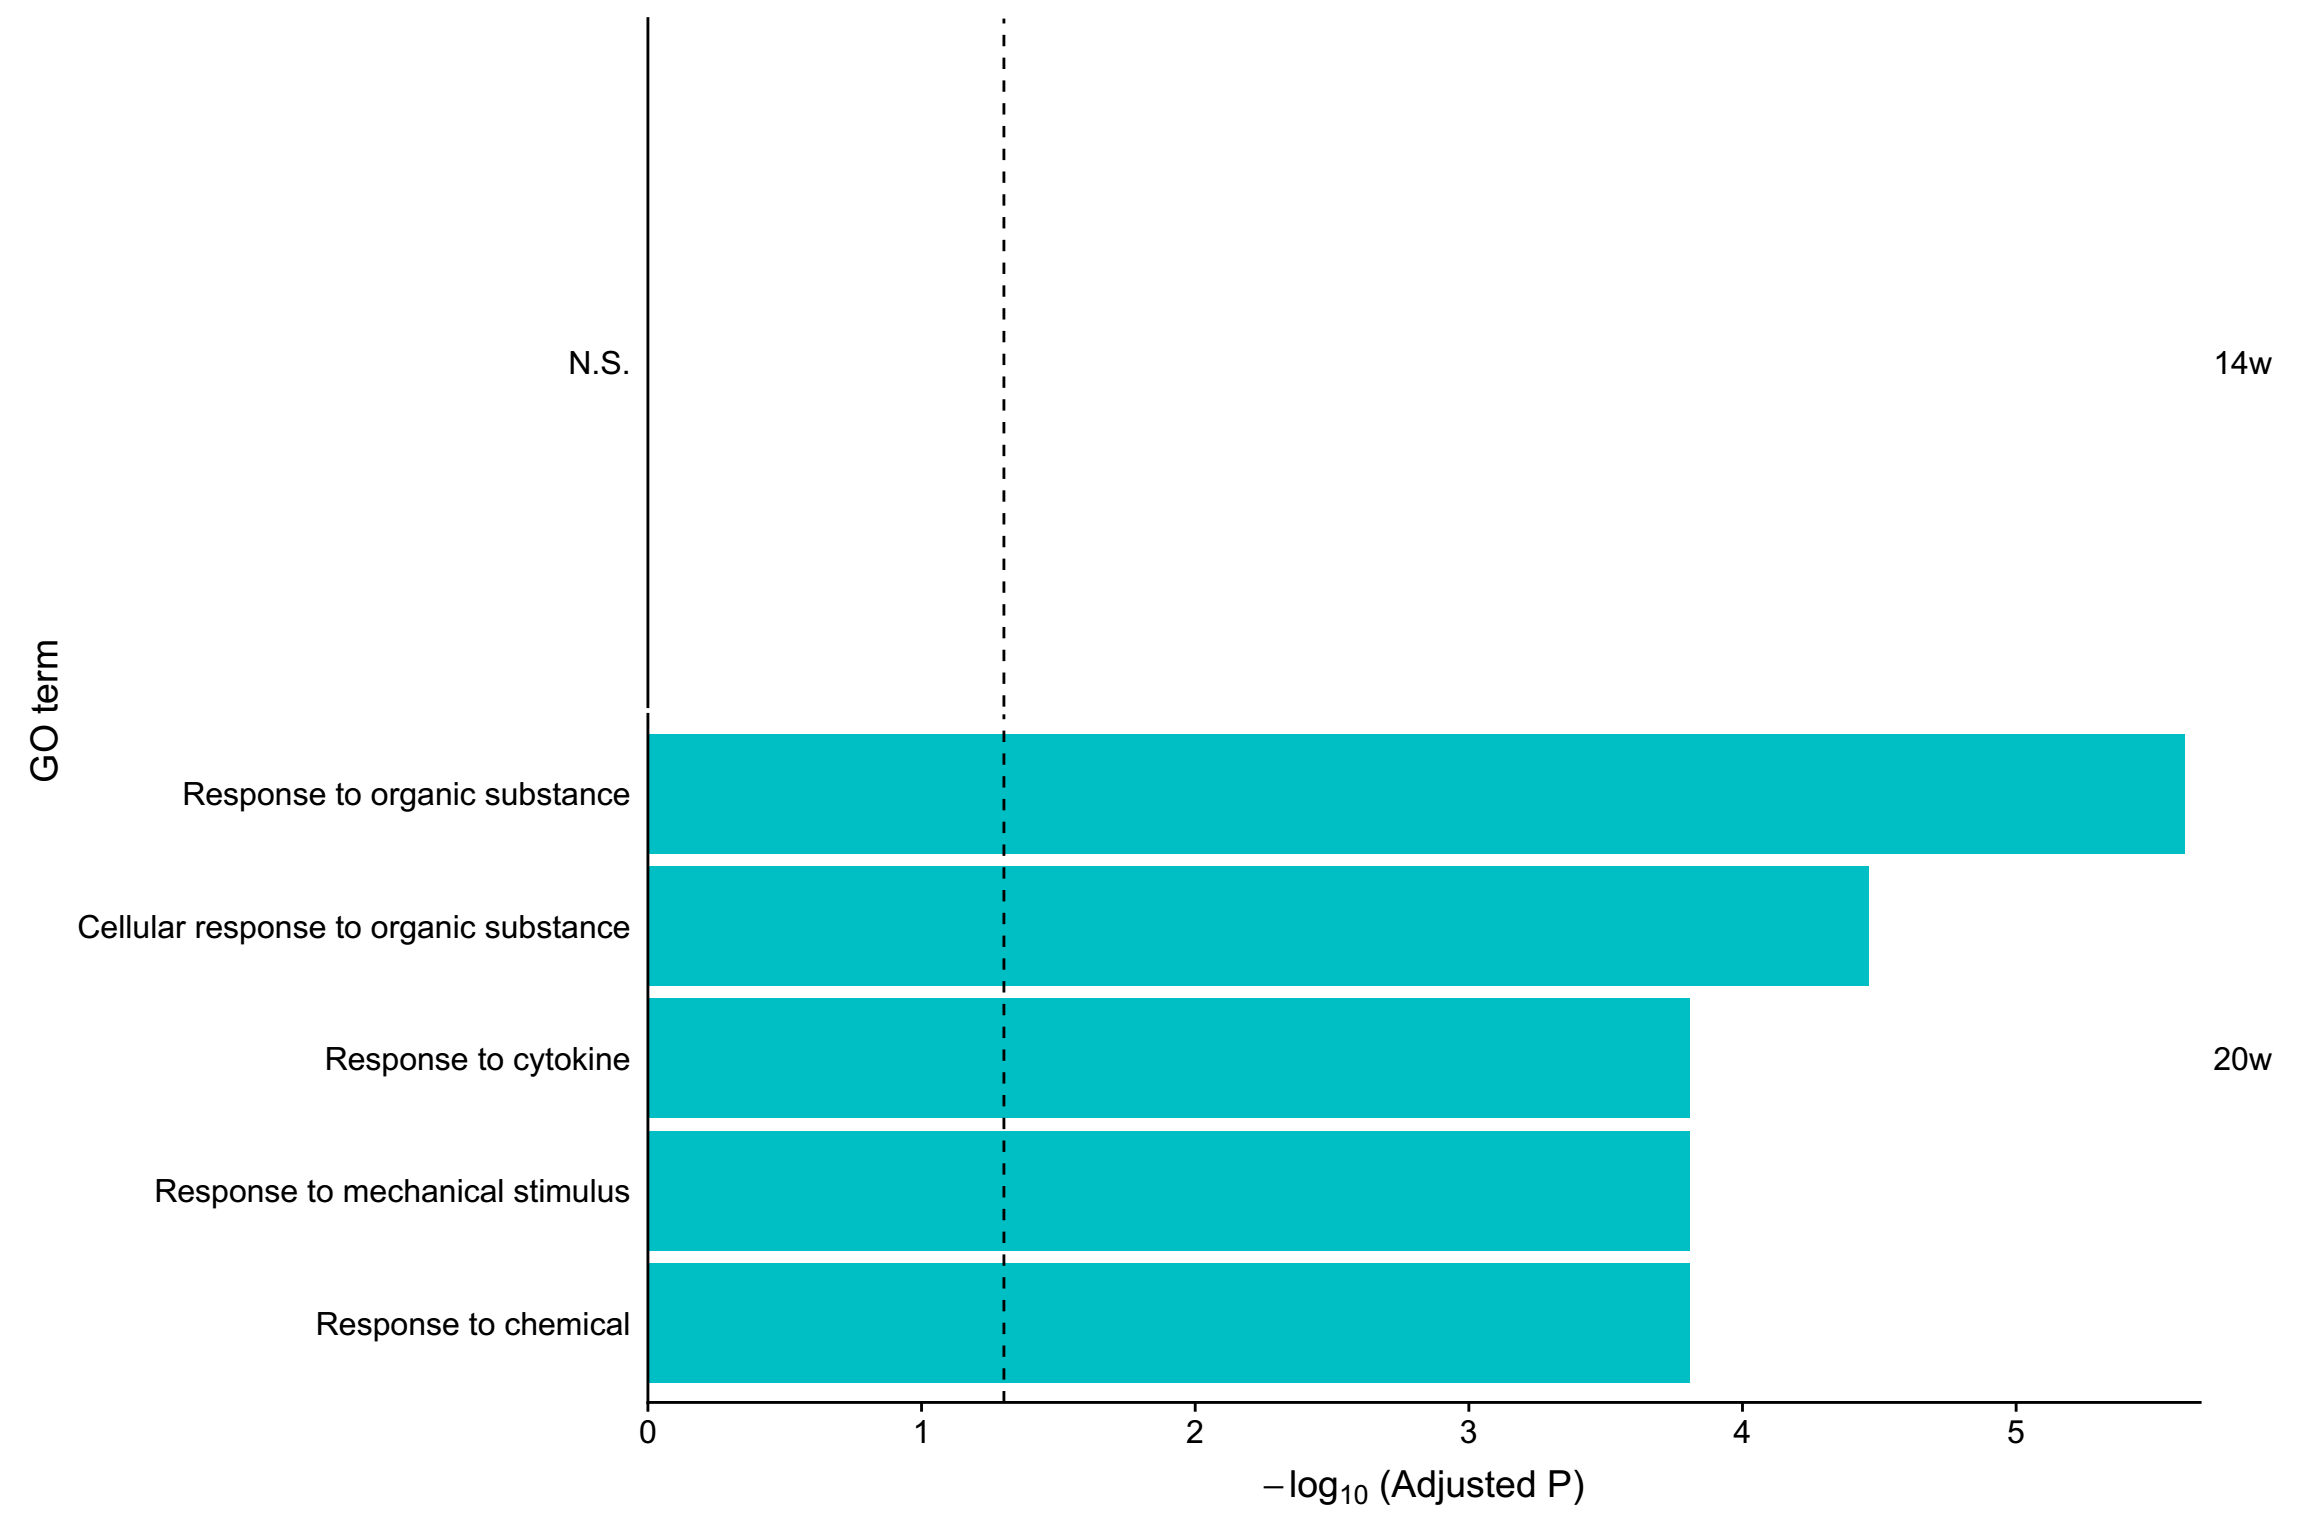 N.S.
14w
GO term
Response to organic substance
Cellular response to organic substance
Response to cytokine
20w
Response to mechanical stimulus
Response to chemical
0 1 2 3 4 5
−log₁₀ (Adjusted P)